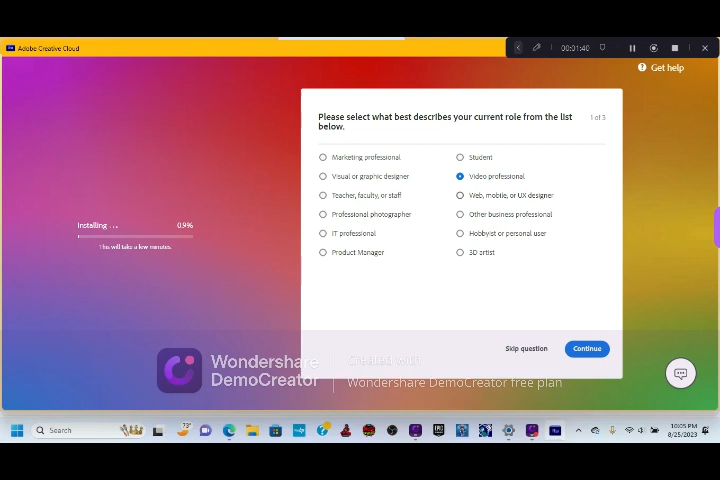 Adobe Creative Cloud
00:01:40
Get help
Please select what best describes your current role from the list
below.
1 of 3
Marketing professional
Student
Visual or graphic designer
Video professional
Teacher, faculty, or staff
Web, mobile, or UX designer
Professional photographer
Other business professional
IT professional
Hobbyist or personal user
Product Manager
3D artist
Installing ...
0.9%
This will take a few minutes.
Skip question
Continue
Wondershare
DemoCreator
Created with
Wondershare DemoCreator free plan
Search
73°
hp
EPIC
10:05 PM
8/25/2023